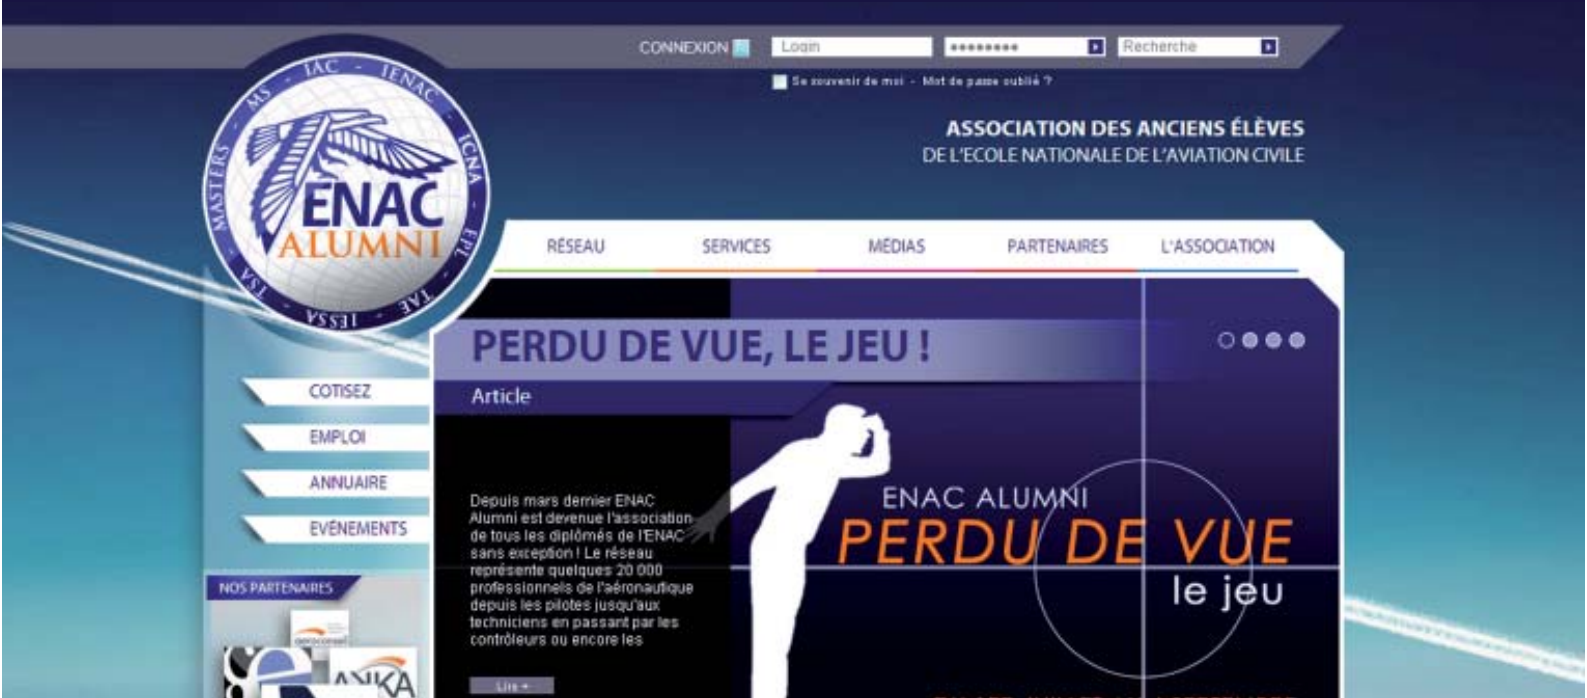 CONNEXION Login •••••••• Recherche
Se souvenir de moi - Mot de passe oublié ?
MASTERS - MS - IAC - IENAC - ICNA - EPL - TAE - IESSA - TSA
ENAC
ALUMNI
ASSOCIATION DES ANCIENS ÉLÈVES
DE L'ECOLE NATIONALE DE L'AVIATION CIVILE
RÉSEAU SERVICES MÉDIAS PARTENAIRES L'ASSOCIATION
PERDU DE VUE, LE JEU !
Article
COTISEZ
EMPLOI
ANNUAIRE
EVÉNEMENTS
NOS PARTENAIRES
aeroconseil
AKKA
Depuis mars dernier ENAC
Alumni est devenue l'association
de tous les diplômés de l'ENAC
sans exception ! Le réseau
représente quelques 20 000
professionnels de l'aéronautique
depuis les pilotes jusqu'aux
techniciens en passant par les
contrôleurs ou encore les
Lire +
ENAC ALUMNI
PERDU DE VUE
le jeu